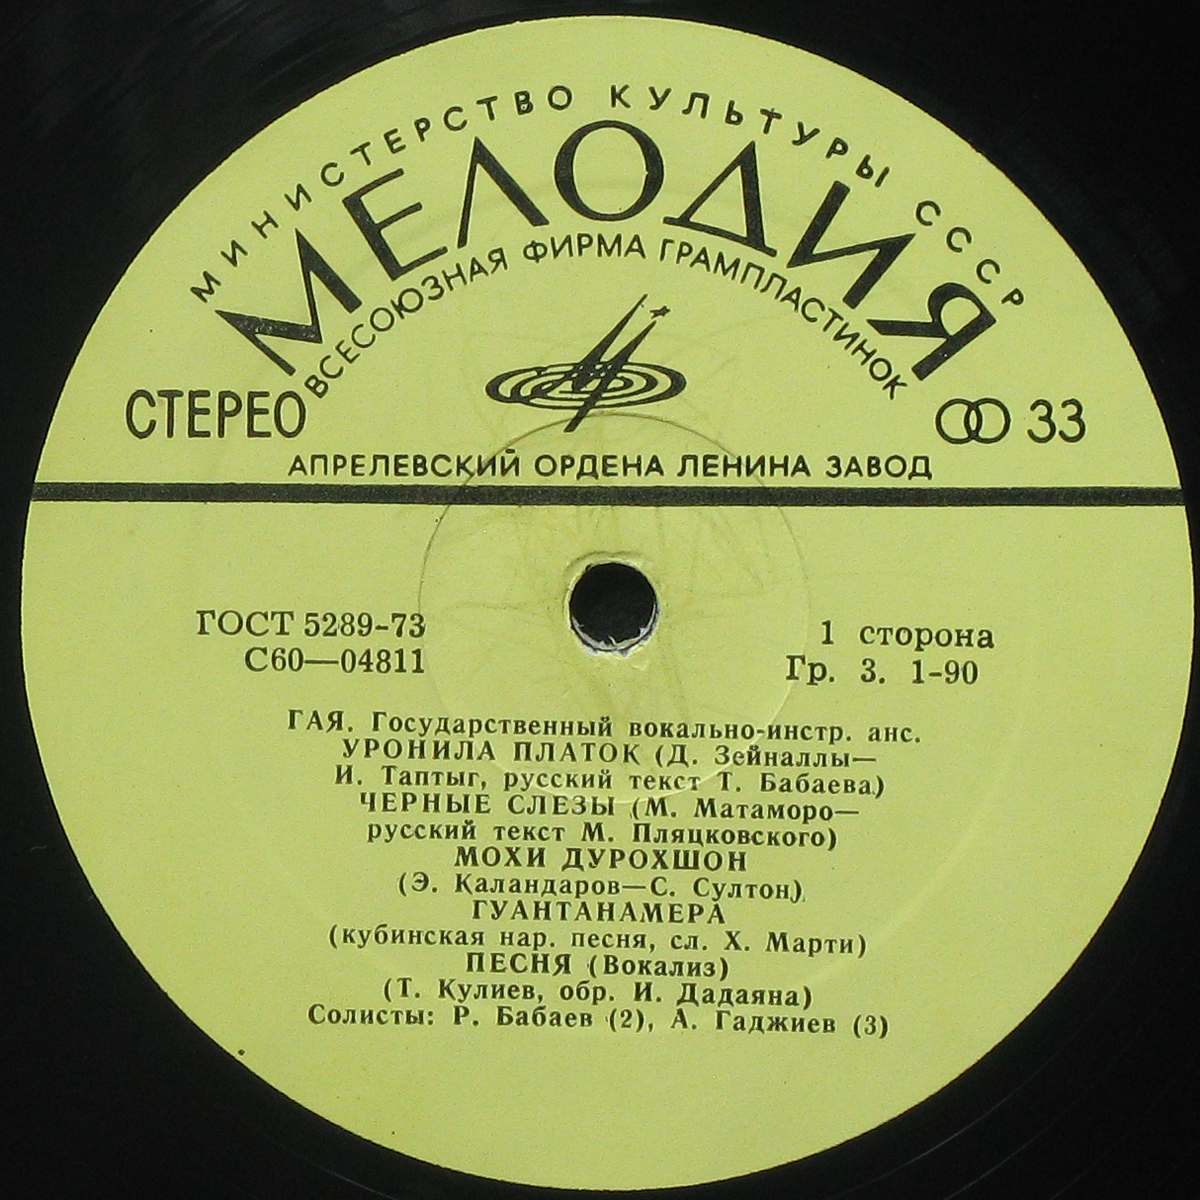 МИНИСТЕРСТВО КУЛЬТУРЫ СССР
МЕЛОДИЯ
ВСЕСОЮЗНАЯ ФИРМА ГРАМПЛАСТИНОК
СТЕРЕО
33
АПРЕЛЕВСКИЙ ОРДЕНА ЛЕНИНА ЗАВОД
ГОСТ 5289-73
С60—04811
1 сторона
Гр. 3. 1-90
ГАЯ. Государственный вокально-инстр. анс.
УРОНИЛА ПЛАТОК (Д. Зейналлы—
И. Таптыг, русский текст Т. Бабаева)
ЧЕРНЫЕ СЛЕЗЫ (М. Матаморо—
русский текст М. Пляцковского)
МОХИ ДУРОХШОН
(Э. Каландаров—С. Султон)
ГУАНТАНАМЕРА
(кубинская нар. песня, сл. Х. Марти)
ПЕСНЯ (Вокализ)
(Т. Кулиев, обр. И. Дадаяна)
Солисты: Р. Бабаев (2), А. Гаджиев (3)